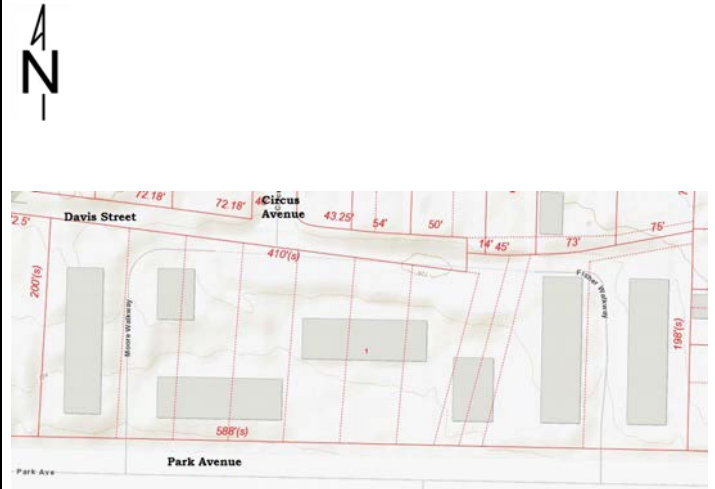 N
72.18'
72.18'
Circus
Avenue
43.25'
54'
50'
14'
45'
73'
75'
2.5'
Davis Street
410'(s)
200'(s)
Moore Walkway
Fisher Walkway
198'(s)
1
588'(s)
Park Avenue
Park Ave